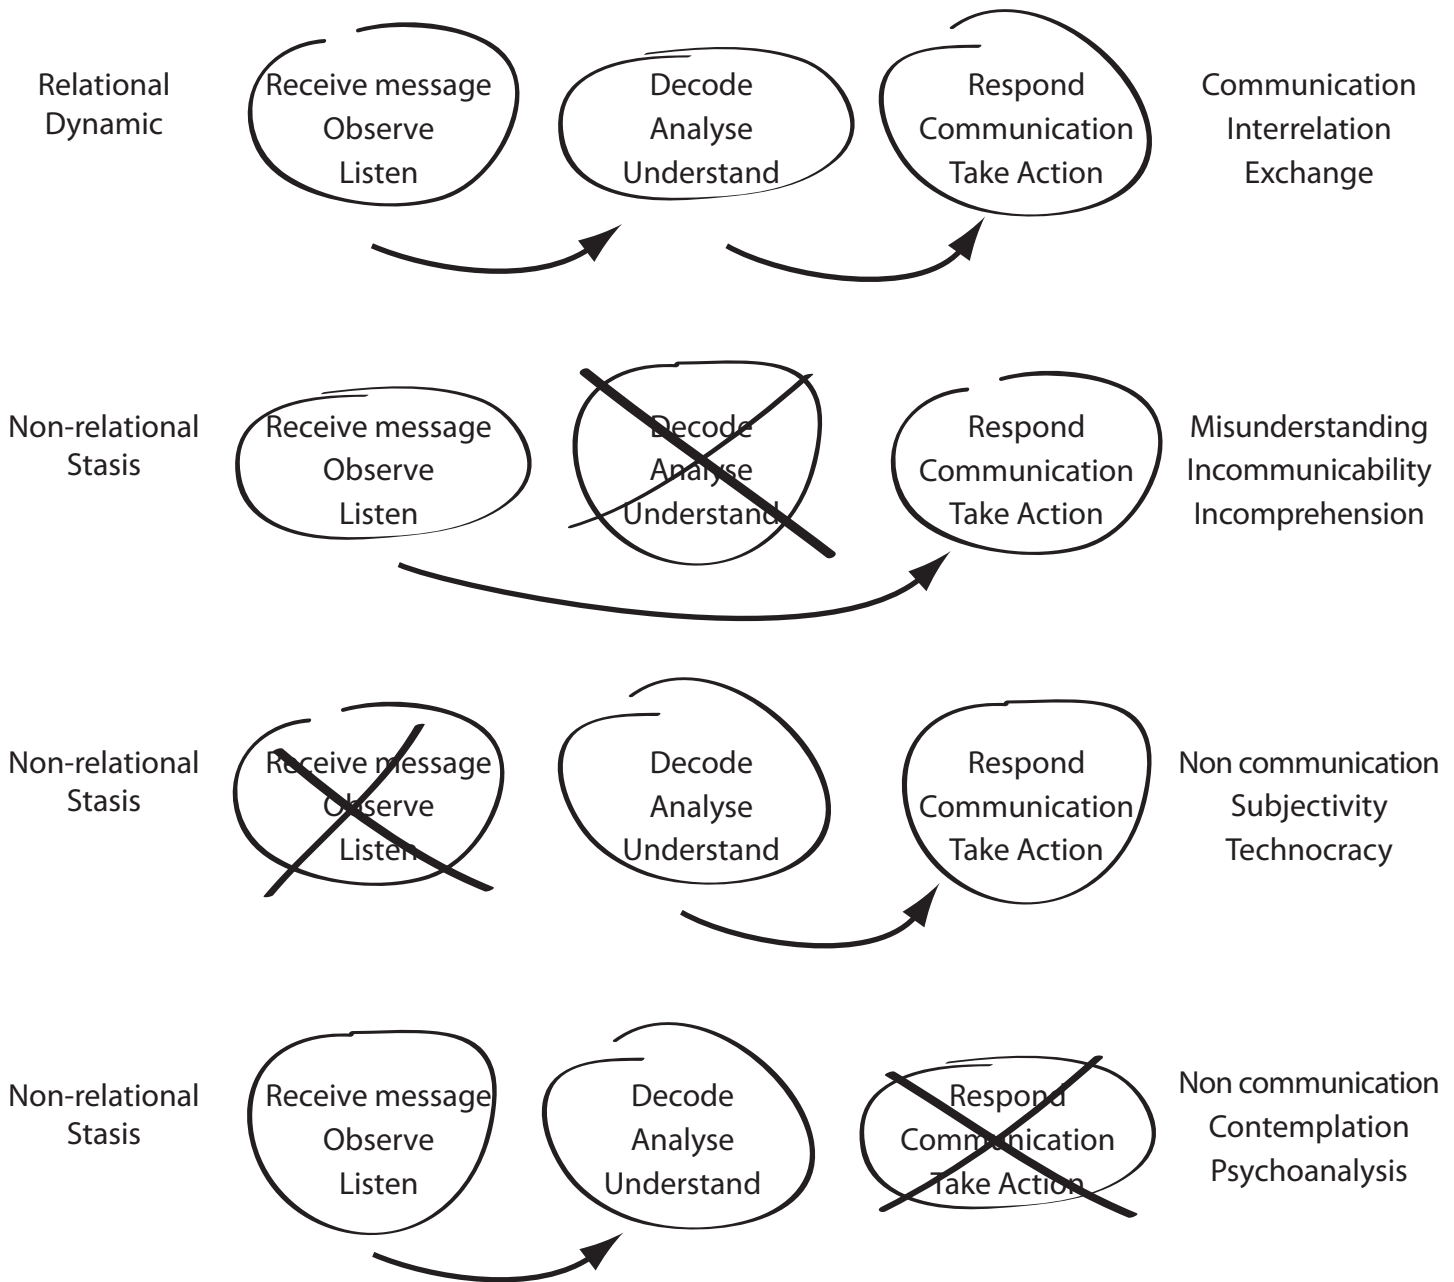 Relational
Dynamic
Receive message
Observe
Listen
Decode
Analyse
Understand
Respond
Communication
Take Action
Communication
Interrelation
Exchange
Non-relational
Stasis
Receive message
Observe
Listen
Decode
Analyse
Understand
Respond
Communication
Take Action
Misunderstanding
Incommunicability
Incomprehension
Non-relational
Stasis
Receive message
Observe
Listen
Decode
Analyse
Understand
Respond
Communication
Take Action
Non communication
Subjectivity
Technocracy
Non-relational
Stasis
Receive message
Observe
Listen
Decode
Analyse
Understand
Respond
Communication
Take Action
Non communication
Contemplation
Psychoanalysis